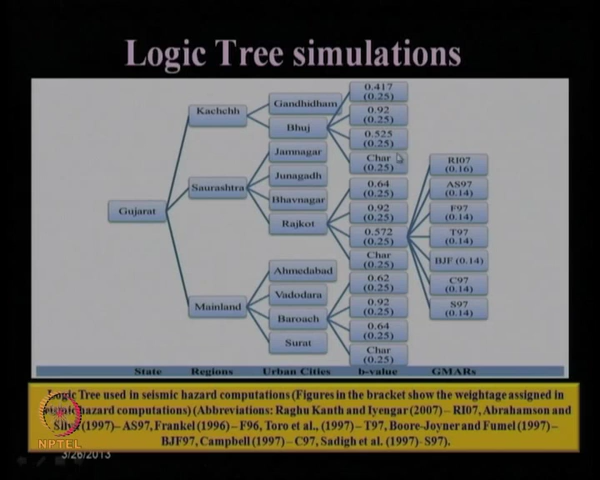 Logic Tree simulations
Gujarat
Kachchh
Saurashtra
Mainland
Gandhidham
Bhuj
Jamnagar
Junagadh
Bhavnagar
Rajkot
Ahmedabad
Vadodara
Baroach
Surat
0.417
(0.25)
0.92
(0.25)
0.525
(0.25)
Char
(0.25)
0.64
(0.25)
0.92
(0.25)
0.572
(0.25)
Char
(0.25)
0.62
(0.25)
0.92
(0.25)
0.64
(0.25)
Char
(0.25)
RI07
(0.16)
AS97
(0.14)
F97
(0.14)
T97
(0.14)
BJF (0.14)
C97
(0.14)
S97
(0.14)
State Regions Urban Cities b-value GMARs
Logic Tree used in seismic hazard computations (Figures in the bracket show the weightage assigned in
hazard computations) (Abbreviations: Raghu Kanth and Iyengar (2007) – RI07, Abrahamson and
(1997)– AS97, Frankel (1996) – F96, Toro et al., (1997) – T97, Boore-Joyner and Fumel (1997) –
BJF97, Campbell (1997) – C97, Sadigh et al. (1997)- S97).
NPTEL
3/26/2013